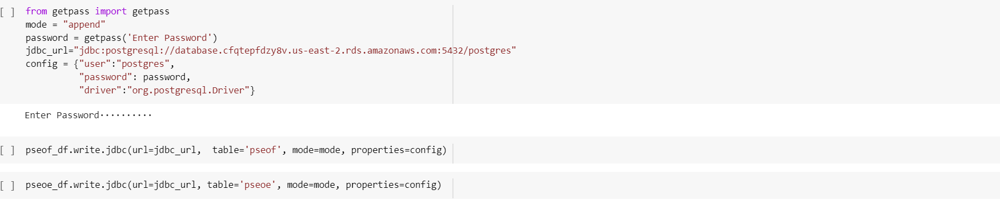 [ ] from getpass import getpass
mode = "append"
password = getpass('Enter Password')
jdbc_url="jdbc:postgresql://database.cfqtepfdzy8v.us-east-2.rds.amazonaws.com:5432/postgres"
config = {"user":"postgres",
          "password": password,
          "driver":"org.postgresql.Driver"}
Enter Password··········
[ ] pseof_df.write.jdbc(url=jdbc_url,  table='pseof', mode=mode, properties=config)
[ ] pseoe_df.write.jdbc(url=jdbc_url, table='pseoe', mode=mode, properties=config)